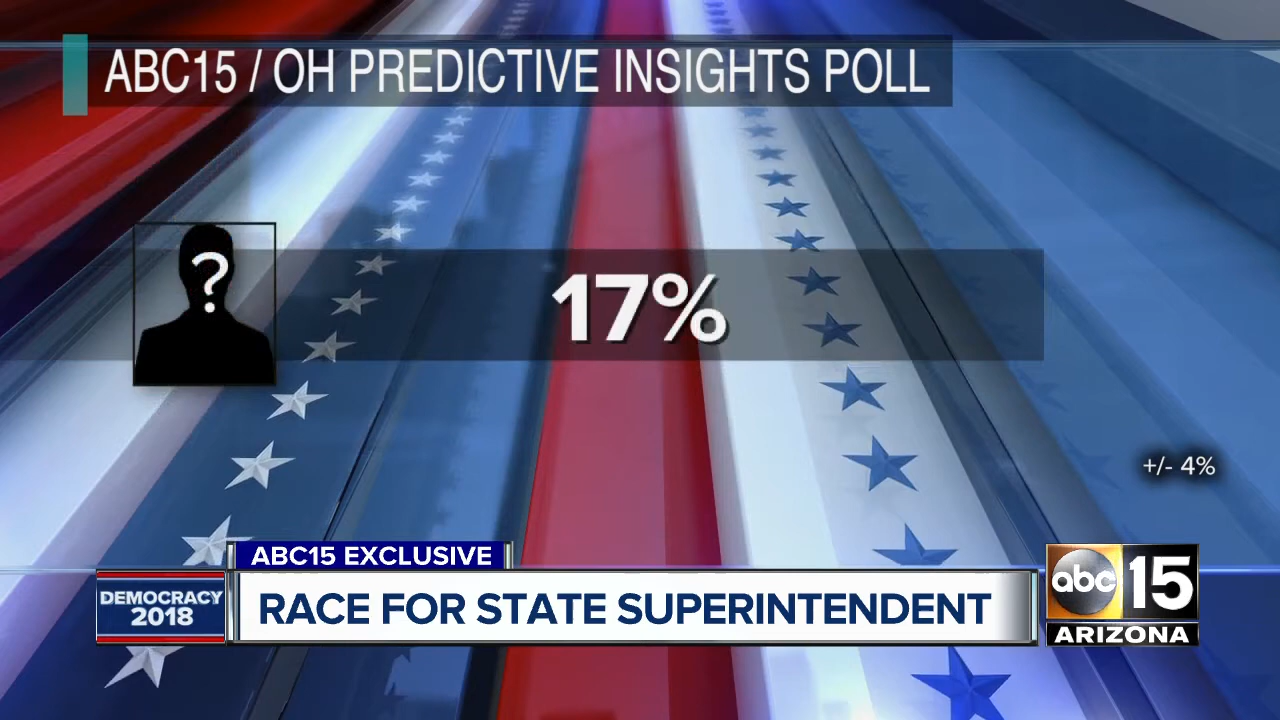 ABC15 / OH PREDICTIVE INSIGHTS POLL
?
17%
+/- 4%
ABC15 EXCLUSIVE
DEMOCRACY
2018
RACE FOR STATE SUPERINTENDENT
abc 15
ARIZONA